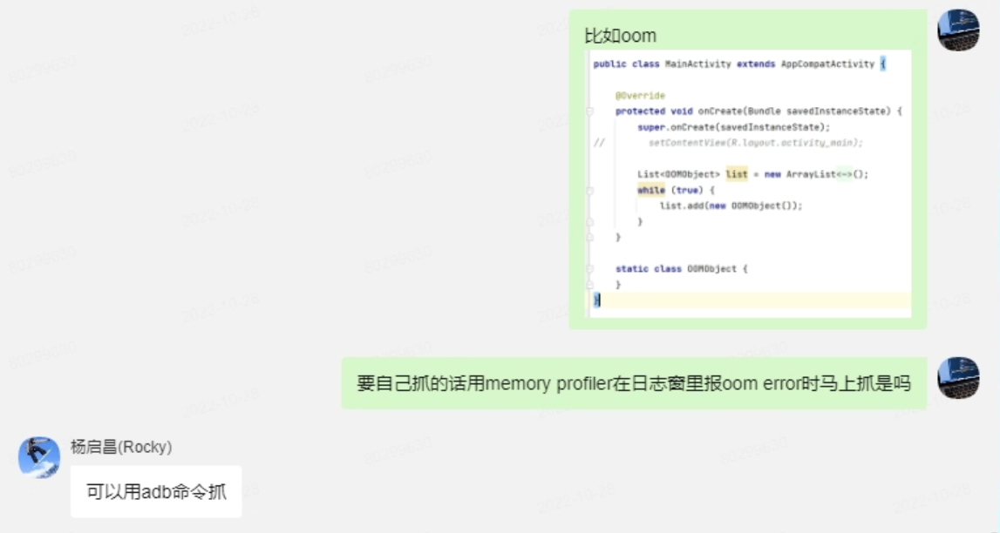 比如oom
public class MainActivity extends AppCompatActivity {
@Override
protected void onCreate(Bundle savedInstanceState) {
super.onCreate(savedInstanceState);
// setContentView(R.layout.activity_main);
List<OOMObject> list = new ArrayList<~>();
while (true) {
list.add(new OOMObject());
}
}
static class OOMObject {
}
}
要自己抓的话用memory profiler在日志窗里报oom error时马上抓是吗
杨启昌(Rocky)
可以用adb命令抓